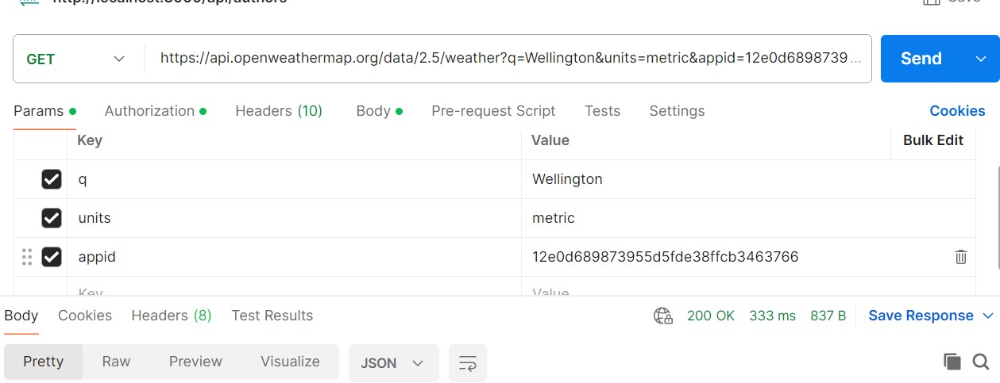 GET https://api.openweathermap.org/data/2.5/weather?q=Wellington&units=metric&appid=12e0d6898739... Send
Params Authorization Headers (10) Body Pre-request Script Tests Settings Cookies
Key Value Bulk Edit
q Wellington
units metric
appid 12e0d689873955d5fde38ffcb3463766
Key Value
Body Cookies Headers (8) Test Results 200 OK 333 ms 837 B Save Response
Pretty Raw Preview Visualize JSON